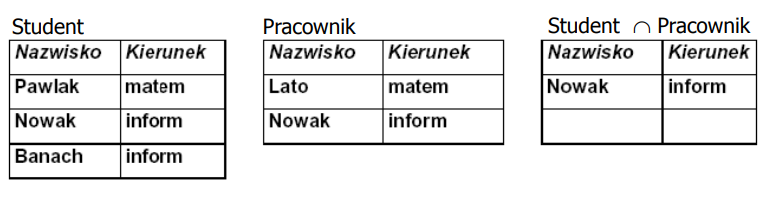 Student
Nazwisko Kierunek
Pawlak matem
Nowak inform
Banach inform
Pracownik
Nazwisko Kierunek
Lato matem
Nowak inform
Student ∩ Pracownik
Nazwisko Kierunek
Nowak inform